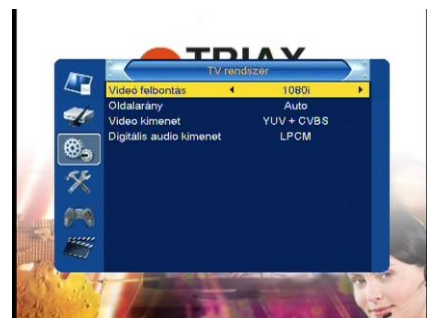 TRIAX
TV rendszer
Videó felbontás 1080i
Oldalarány Auto
Video kimenet YUV + CVBS
Digitális audio kimenet LPCM